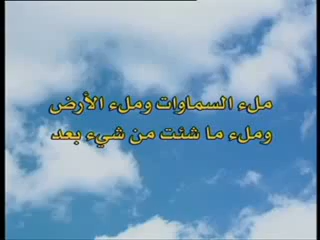 ملء السماوات وملء الأرض
وملء ما شئت من شيء بعد